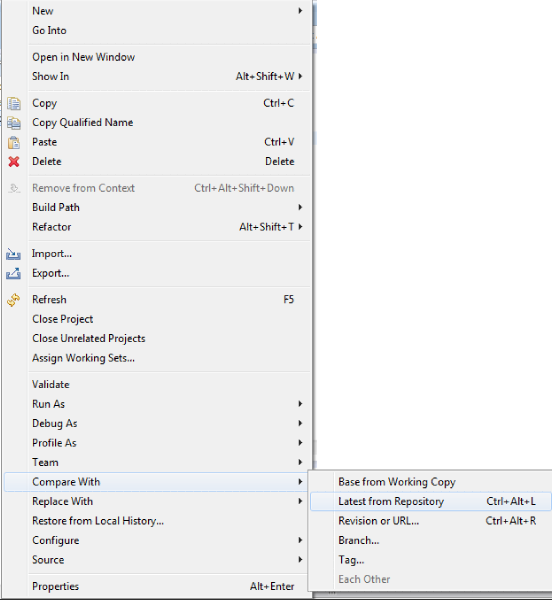 New
Go Into
Open in New Window
Show In Alt+Shift+W
Copy Ctrl+C
Copy Qualified Name
Paste Ctrl+V
Delete Delete
Remove from Context Ctrl+Alt+Shift+Down
Build Path
Refactor Alt+Shift+T
Import...
Export...
Refresh F5
Close Project
Close Unrelated Projects
Assign Working Sets...
Validate
Run As
Debug As
Profile As
Team
Compare With
Replace With
Restore from Local History...
Configure
Source
Properties Alt+Enter
Base from Working Copy
Latest from Repository Ctrl+Alt+L
Revision or URL... Ctrl+Alt+R
Branch...
Tag...
Each Other